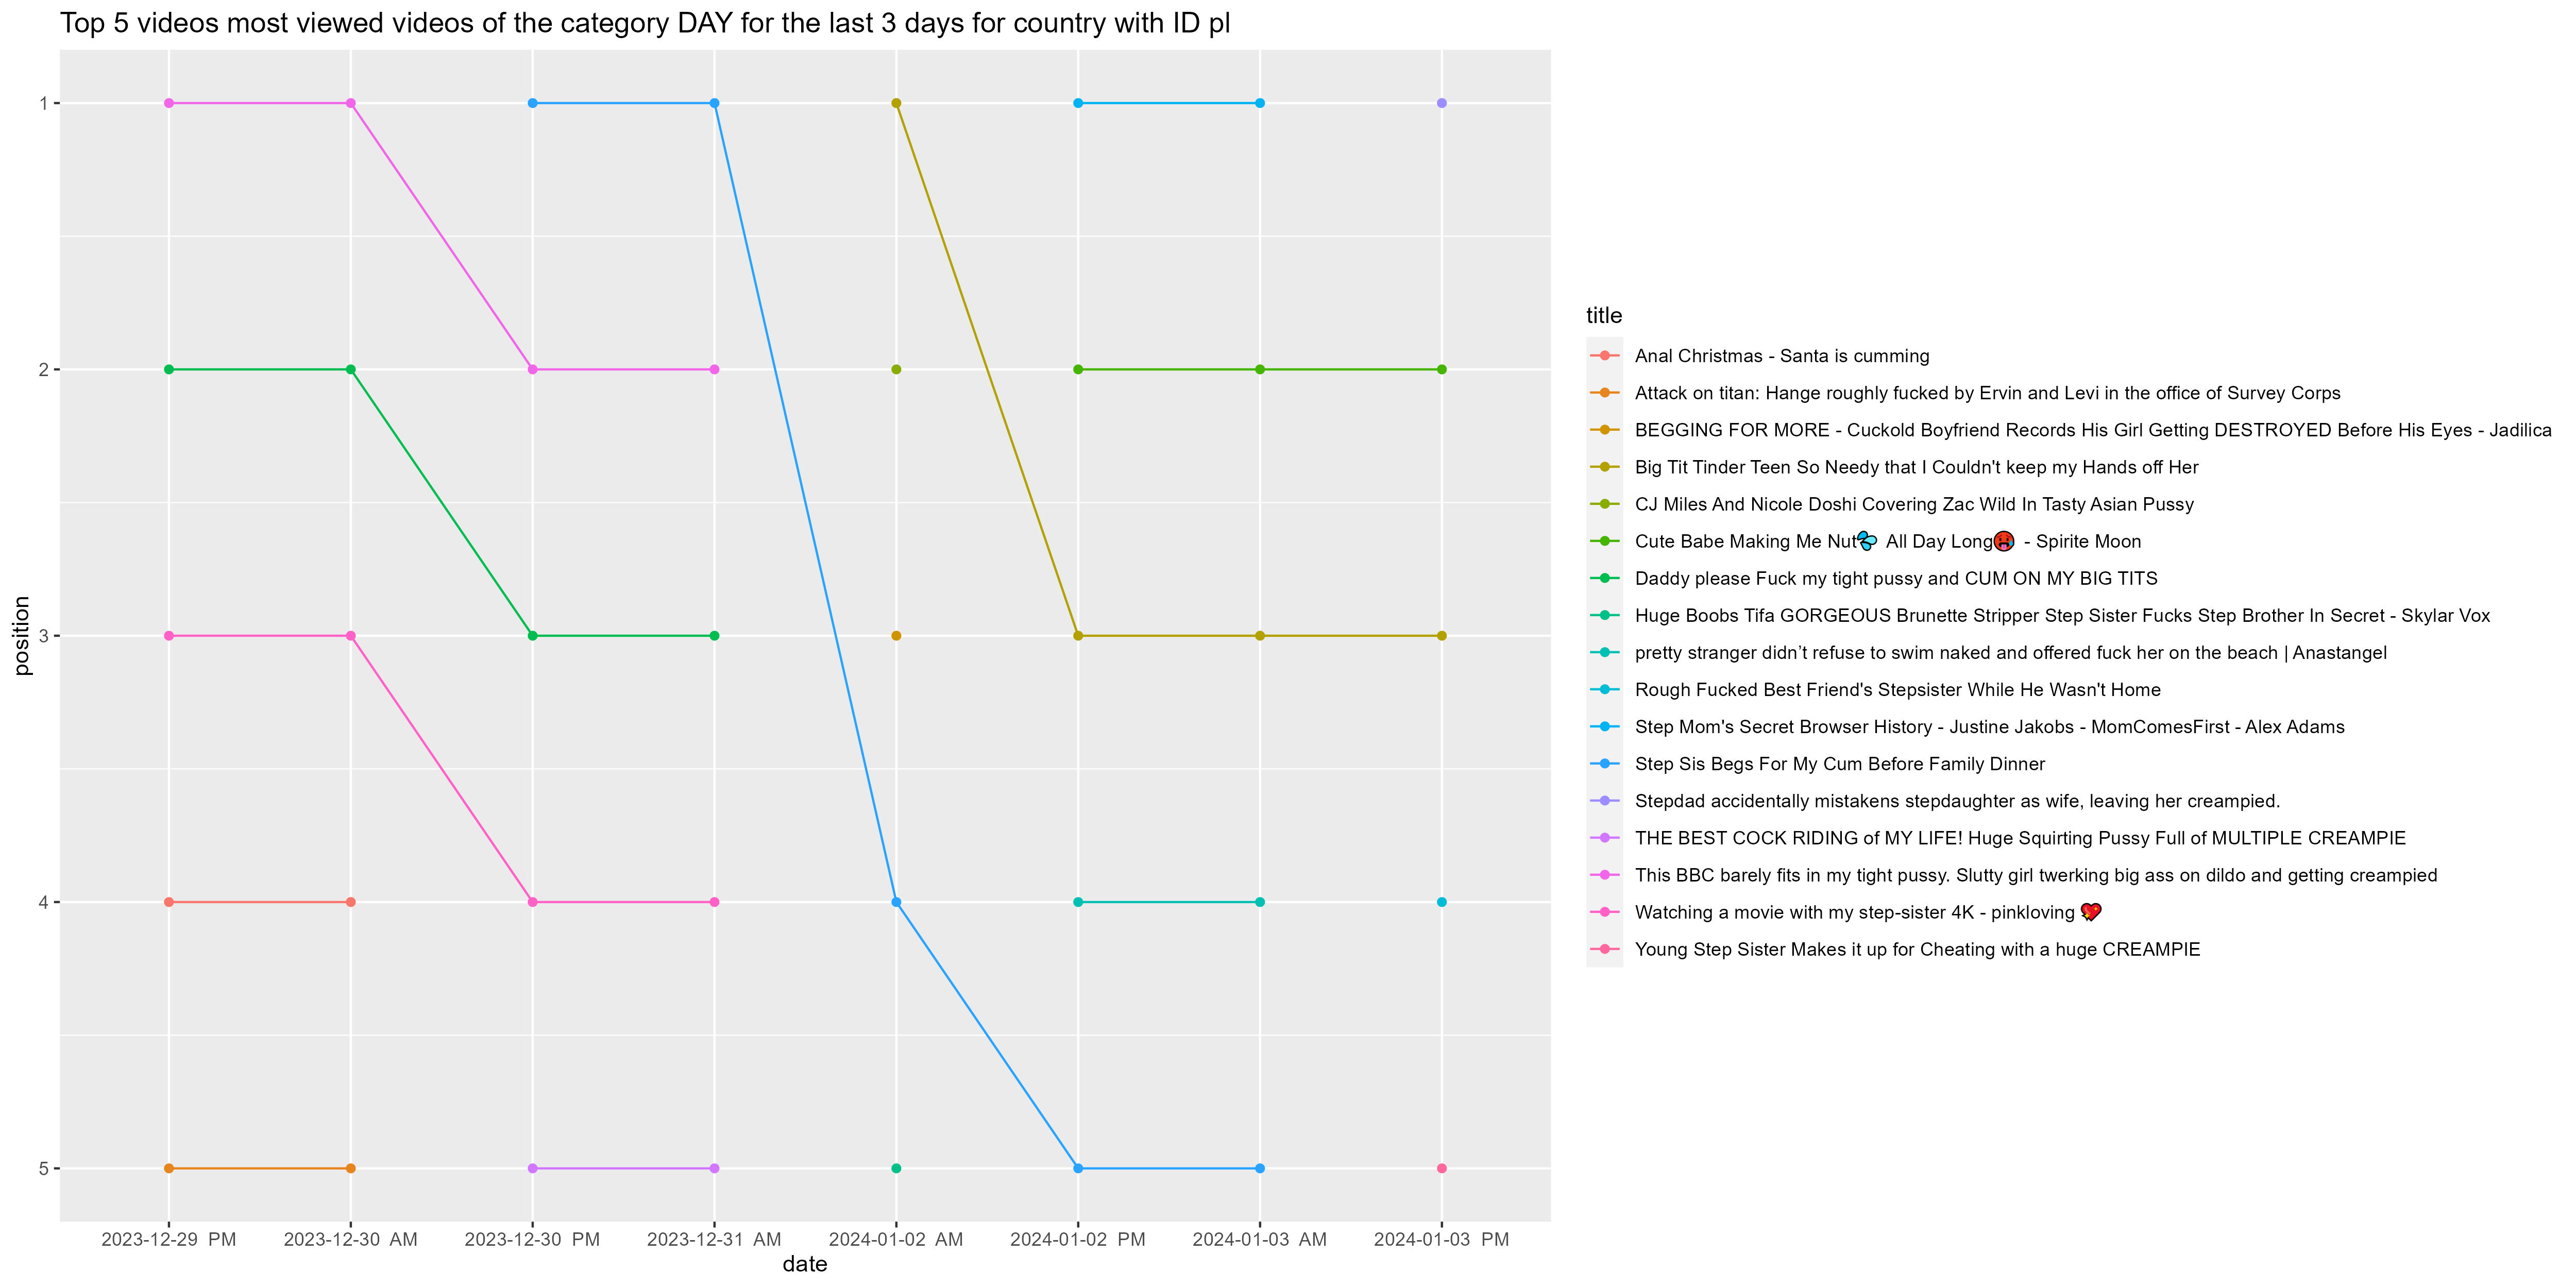 Top 5 videos most viewed videos of the category DAY for the last 3 days for country with ID pl
position
1
2
3
4
5
2023-12-29 PM
2023-12-30 AM
2023-12-30 PM
2023-12-31 AM
2024-01-02 AM
2024-01-02 PM
2024-01-03 AM
2024-01-03 PM
date
title
Anal Christmas - Santa is cumming
Attack on titan: Hange roughly fucked by Ervin and Levi in the office of Survey Corps
BEGGING FOR MORE - Cuckold Boyfriend Records His Girl Getting DESTROYED Before His Eyes - Jadilica
Big Tit Tinder Teen So Needy that I Couldn't keep my Hands off Her
CJ Miles And Nicole Doshi Covering Zac Wild In Tasty Asian Pussy
Cute Babe Making Me Nut💦 All Day Long🥵 - Spirite Moon
Daddy please Fuck my tight pussy and CUM ON MY BIG TITS
Huge Boobs Tifa GORGEOUS Brunette Stripper Step Sister Fucks Step Brother In Secret - Skylar Vox
pretty stranger didn’t refuse to swim naked and offered fuck her on the beach | Anastangel
Rough Fucked Best Friend's Stepsister While He Wasn't Home
Step Mom's Secret Browser History - Justine Jakobs - MomComesFirst - Alex Adams
Step Sis Begs For My Cum Before Family Dinner
Stepdad accidentally mistakens stepdaughter as wife, leaving her creampied.
THE BEST COCK RIDING of MY LIFE! Huge Squirting Pussy Full of MULTIPLE CREAMPIE
This BBC barely fits in my tight pussy. Slutty girl twerking big ass on dildo and getting creampied
Watching a movie with my step-sister 4K - pinkloving 💖
Young Step Sister Makes it up for Cheating with a huge CREAMPIE